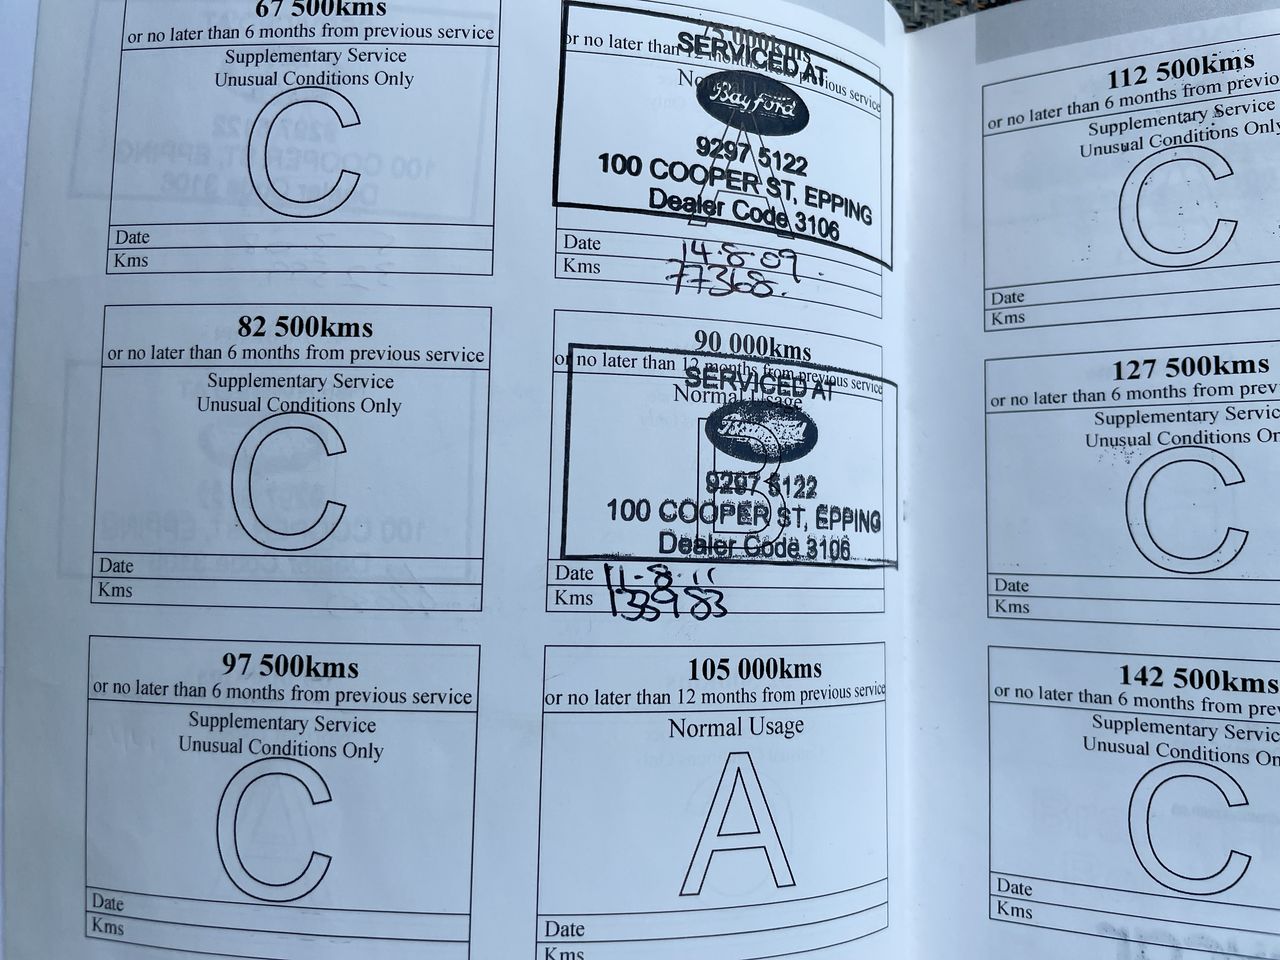 67 500kms
or no later than 6 months from previous service
Supplementary Service
Unusual Conditions Only
C
Date
Kms
75 000kms
or no later than 12 months from previous service
SERVICED AT
Bayford
A
9297 5122
100 COOPER ST, EPPING
Dealer Code 3106
Date 14.8.09.
Kms 77368.
82 500kms
or no later than 6 months from previous service
Supplementary Service
Unusual Conditions Only
C
Date
Kms
90 000kms
or no later than 12 months from previous service
SERVICED AT
Normal Usage
B
9297 5122
100 COOPER ST, EPPING
Dealer Code 3106
Date 11-8-11
Kms
97 500kms
or no later than 6 months from previous service
Supplementary Service
Unusual Conditions Only
C
Date
Kms
105 000kms
or no later than 12 months from previous service
Normal Usage
A
Date
Kms
112 500kms
or no later than 6 months from
Supplementary Service
Unusual Conditions Only
C
Date
Kms
127 500kms
or no later than 6 months from
Supplementary
Unusual Conditions
C
Date
Kms
142 500kms
or no later than 6 months from
Supplementary
Unusual Conditions
C
Date
Kms